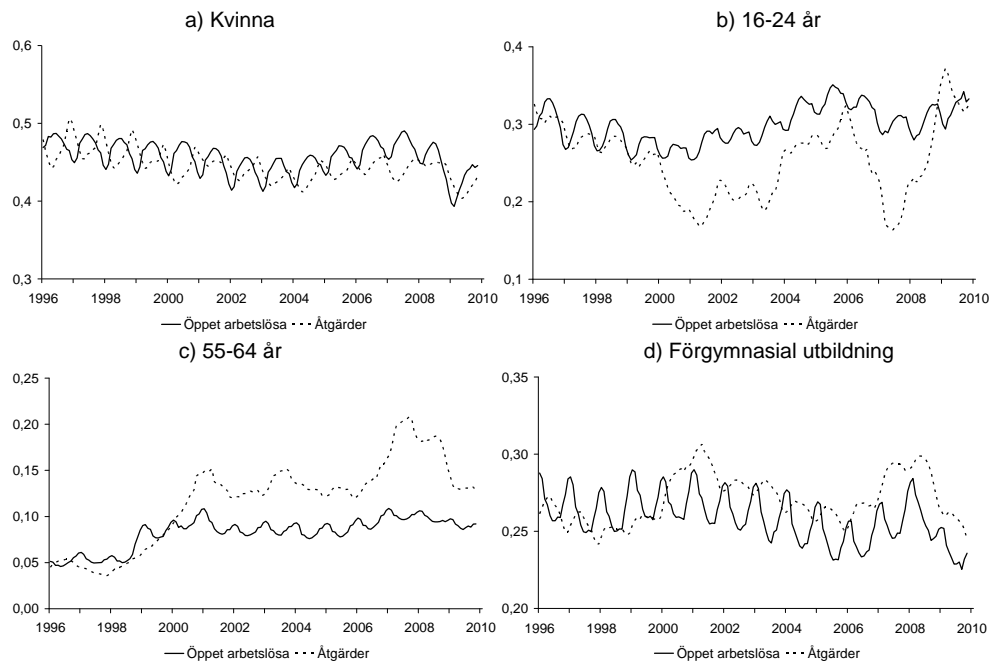 a) Kvinna
0,6
0,5
0,4
0,3
1996 1998 2000 2002 2004 2006 2008 2010
Öppet arbetslösa Åtgärder
b) 16-24 år
0,4
0,3
0,2
0,1
1996 1998 2000 2002 2004 2006 2008 2010
Öppet arbetslösa Åtgärder
c) 55-64 år
0,25
0,20
0,15
0,10
0,05
0,00
1996 1998 2000 2002 2004 2006 2008 2010
Öppet arbetslösa Åtgärder
d) Förgymnasial utbildning
0,35
0,30
0,25
0,20
1996 1998 2000 2002 2004 2006 2008 2010
Öppet arbetslösa Åtgärder